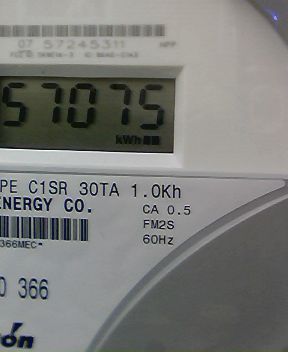 07 57245311
57075
kWh
PE C1SR 30TA 1.0Kh
ENERGY CO.
CA 0.5
FM2S
60Hz
366MEC*
0 366
ón